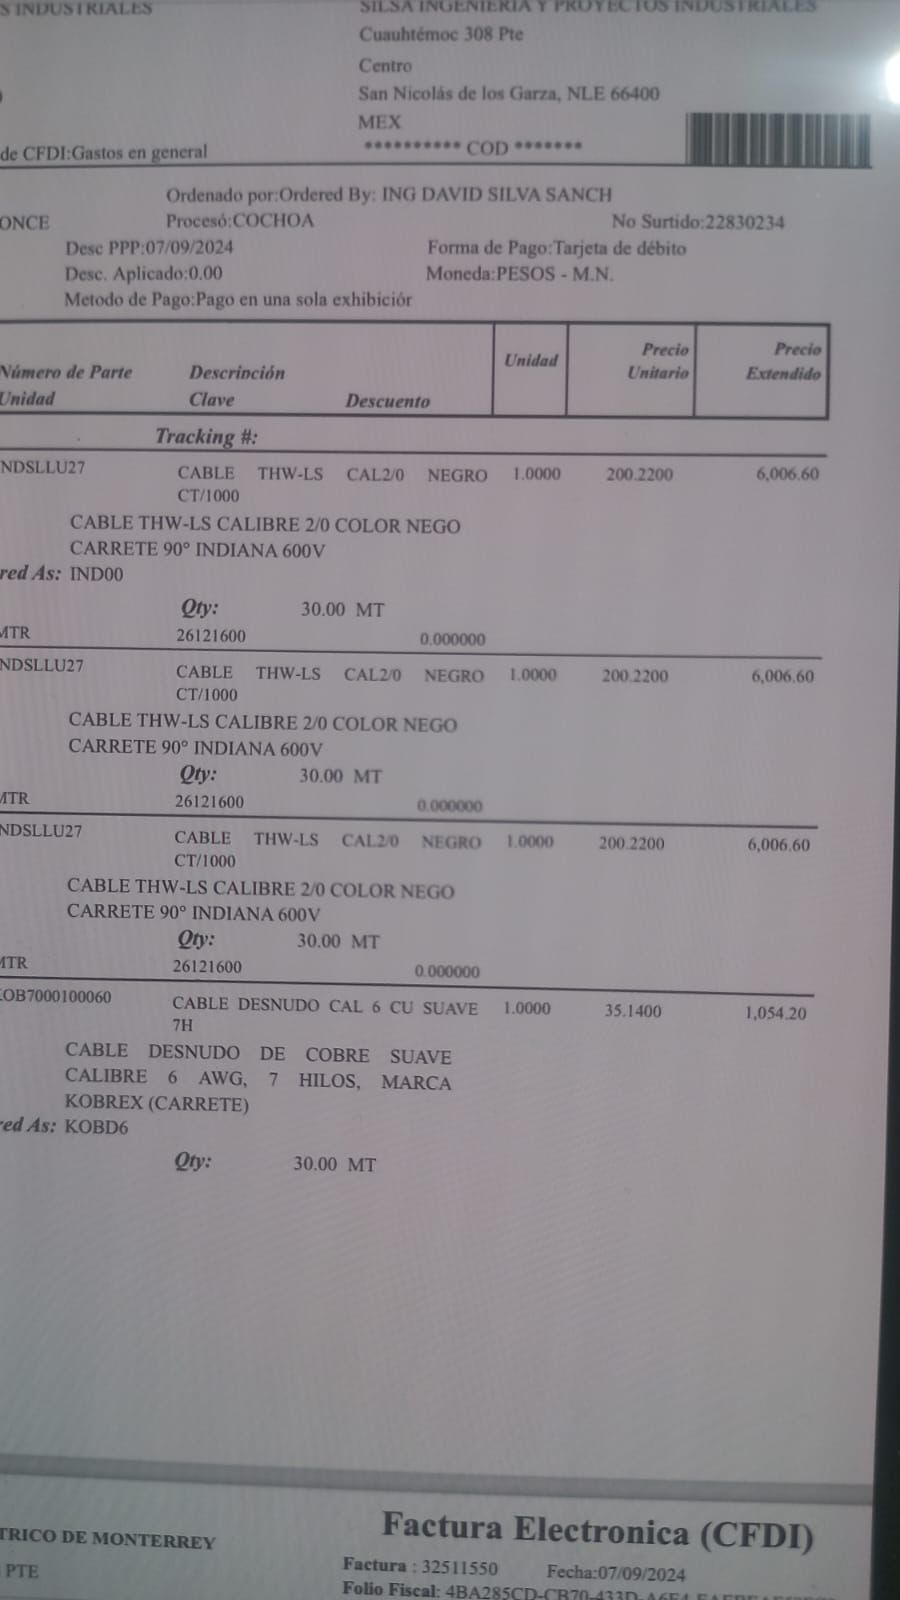 S INDUSTRIALES
SILSA INGENIERIA Y PROYECTOS INDUSTRIALES
Cuauhtémoc 308 Pte
Centro
San Nicolás de los Garza, NLE 66400
MEX
de CFDI:Gastos en general
********** COD *******
Ordenado por:Ordered By: ING DAVID SILVA SANCH
ONCE Procesó:COCHOA No Surtido:22830234
Desc PPP:07/09/2024 Forma de Pago:Tarjeta de débito
Desc. Aplicado:0.00 Moneda:PESOS - M.N.
Metodo de Pago:Pago en una sola exhibiciór
Número de Parte Descripción Unidad Precio Unitario Precio Extendido
Unidad Clave Descuento
Tracking #:
NDSLLU27 CABLE THW-LS CAL2/0 NEGRO 1.0000 200.2200 6,006.60
CT/1000
CABLE THW-LS CALIBRE 2/0 COLOR NEGO
CARRETE 90° INDIANA 600V
red As: IND00
Qty: 30.00 MT
MTR 26121600 0.000000
NDSLLU27 CABLE THW-LS CAL2/0 NEGRO 1.0000 200.2200 6,006.60
CT/1000
CABLE THW-LS CALIBRE 2/0 COLOR NEGO
CARRETE 90° INDIANA 600V
Qty: 30.00 MT
MTR 26121600 0.000000
NDSLLU27 CABLE THW-LS CAL2/0 NEGRO 1.0000 200.2200 6,006.60
CT/1000
CABLE THW-LS CALIBRE 2/0 COLOR NEGO
CARRETE 90° INDIANA 600V
Qty: 30.00 MT
MTR 26121600 0.000000
OB7000100060 CABLE DESNUDO CAL 6 CU SUAVE 1.0000 35.1400 1,054.20
7H
CABLE DESNUDO DE COBRE SUAVE
CALIBRE 6 AWG, 7 HILOS, MARCA
KOBREX (CARRETE)
red As: KOBD6
Qty: 30.00 MT
TRICO DE MONTERREY
PTE
Factura Electronica (CFDI)
Factura : 32511550 Fecha:07/09/2024
Folio Fiscal: